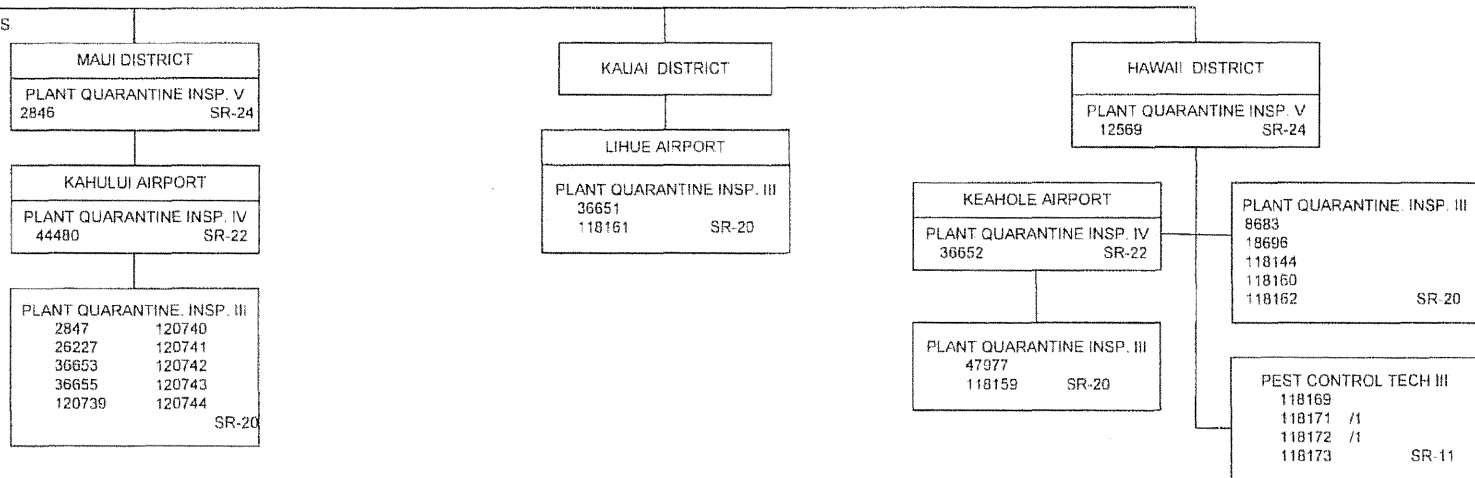 S
MAUI DISTRICT
PLANT QUARANTINE INSP. V
2846 SR-24
KAHULUI AIRPORT
PLANT QUARANTINE INSP. IV
44480 SR-22
PLANT QUARANTINE. INSP. III
2847 120740
26227 120741
36653 120742
36655 120743
120739 120744
SR-20
KAUAI DISTRICT
LIHUE AIRPORT
PLANT QUARANTINE INSP. III
36651
118161 SR-20
HAWAII DISTRICT
PLANT QUARANTINE INSP. V
12569 SR-24
KEAHOLE AIRPORT
PLANT QUARANTINE INSP. IV
36652 SR-22
PLANT QUARANTINE INSP. III
47977
118159 SR-20
PLANT QUARANTINE. INSP. III
8683
18696
118144
118160
118162 SR-20
PEST CONTROL TECH III
118169
118171 /1
118172 /1
118173 SR-11